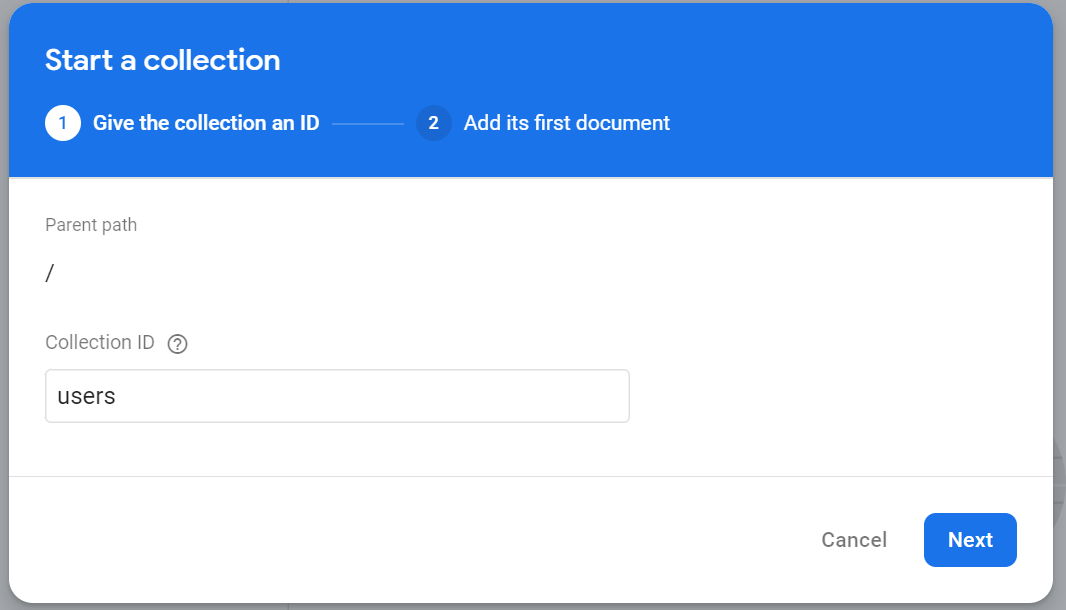 Start a collection
1 Give the collection an ID 2 Add its first document
Parent path
/
Collection ID ?
users
Cancel Next